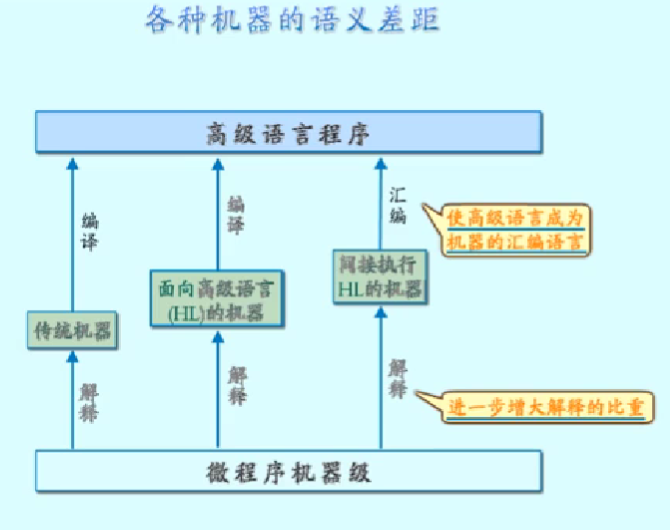 各种机器的语义差距
高级语言程序
编译
编译
汇编
使高级语言成为
机器的汇编语言
间接执行
HL的机器
面向高级语言
(HL)的机器
传统机器
解释
解释
解释
进一步增大解释的比重
微程序机器级